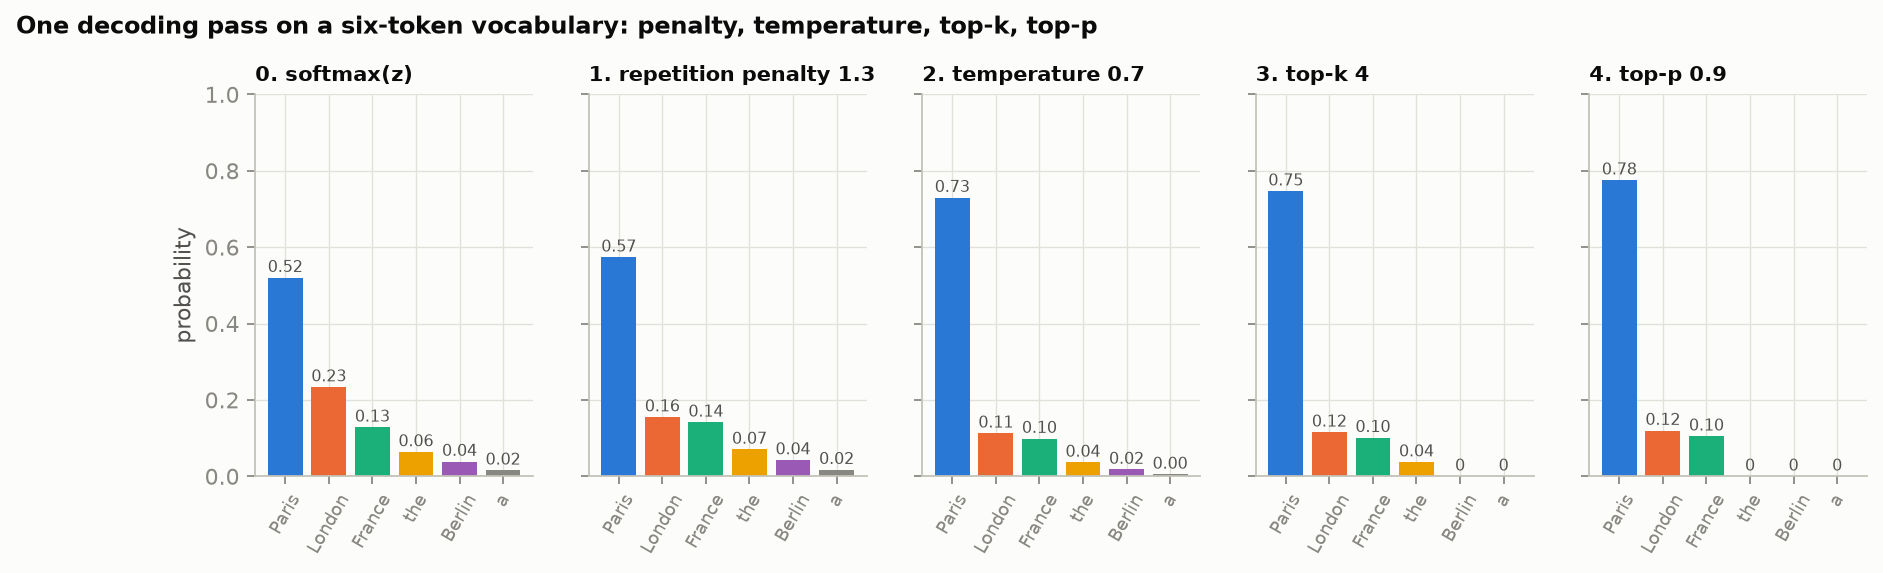 One decoding pass on a six-token vocabulary: penalty, temperature, top-k, top-p
0. softmax(z)
probability
1.0
0.8
0.6
0.4
0.2
0.0
0.52
0.23
0.13
0.06
0.04
0.02
Paris
London
France
the
Berlin
a
1. repetition penalty 1.3
0.57
0.16
0.14
0.07
0.04
0.02
Paris
London
France
the
Berlin
a
2. temperature 0.7
0.73
0.11
0.10
0.04
0.02
0.00
Paris
London
France
the
Berlin
a
3. top-k 4
0.75
0.12
0.10
0.04
0
0
Paris
London
France
the
Berlin
a
4. top-p 0.9
0.78
0.12
0.10
0
0
0
Paris
London
France
the
Berlin
a